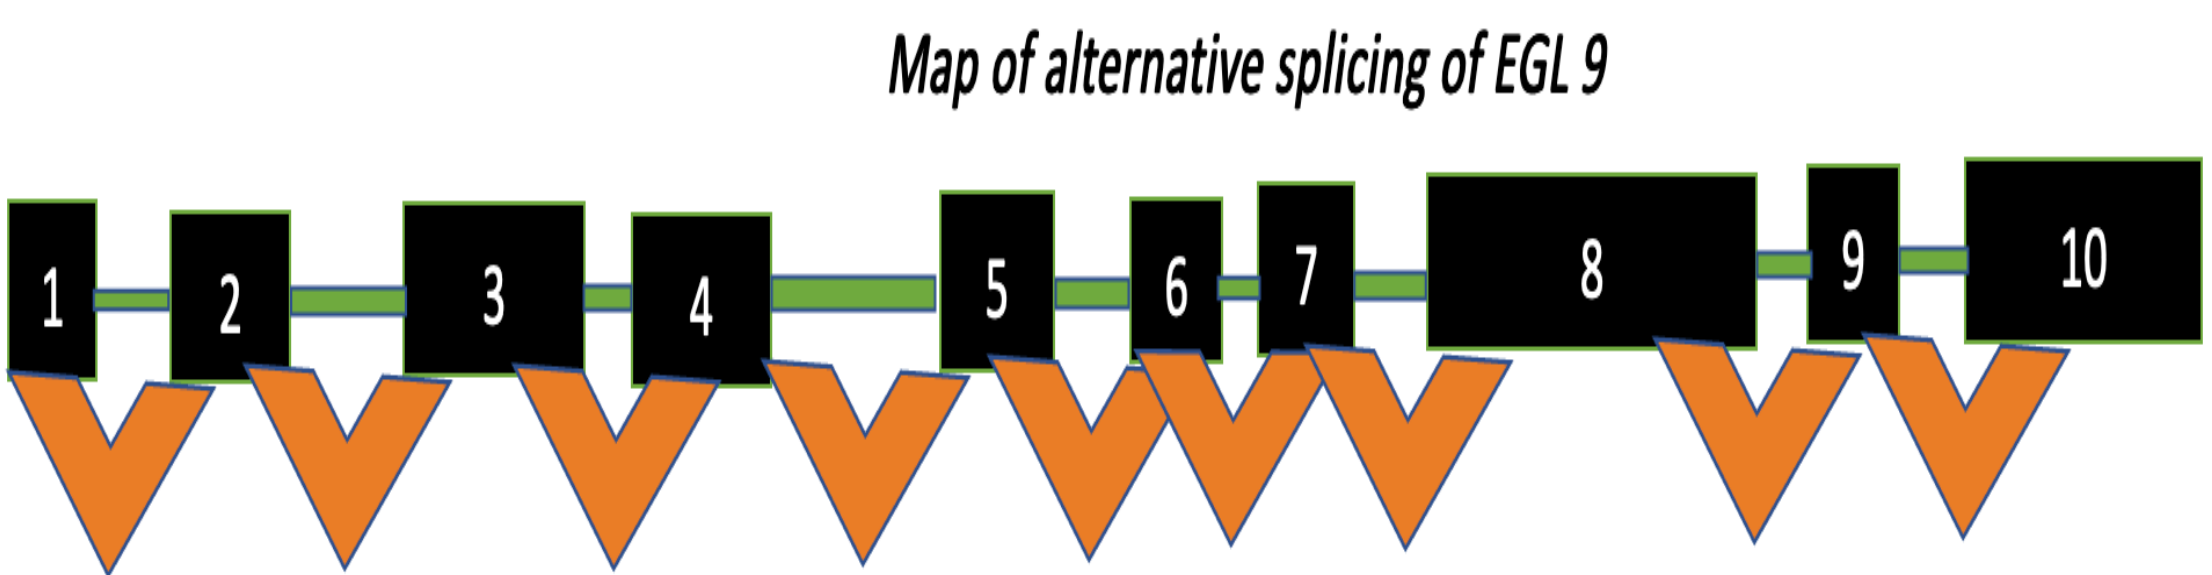 Map of alternative splicing of EGL 9
1 2 3 4 5 6 7 8 9 10